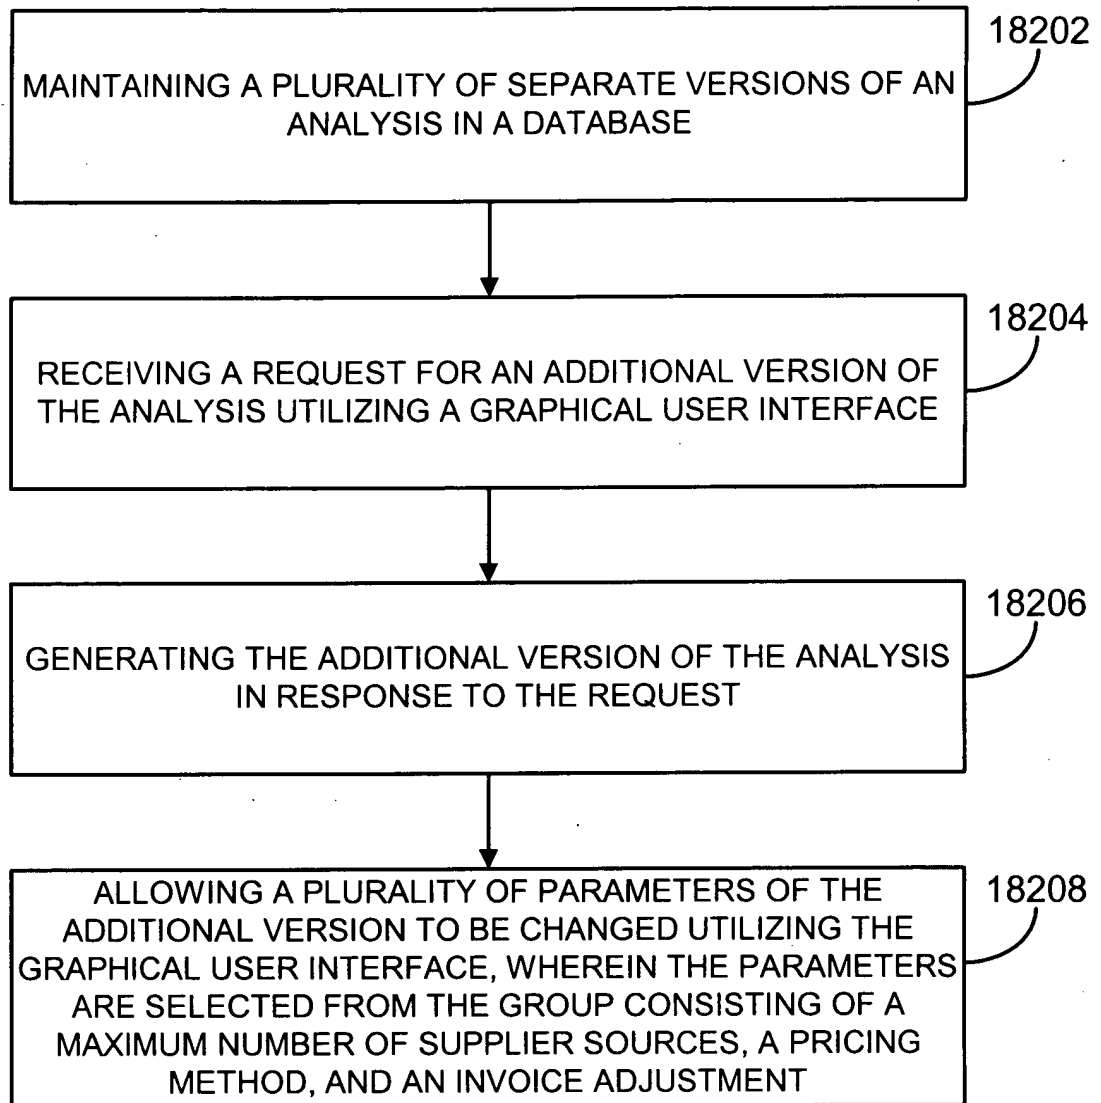 18202
MAINTAINING A PLURALITY OF SEPARATE VERSIONS OF AN
ANALYSIS IN A DATABASE
18204
RECEIVING A REQUEST FOR AN ADDITIONAL VERSION OF
THE ANALYSIS UTILIZING A GRAPHICAL USER INTERFACE
18206
GENERATING THE ADDITIONAL VERSION OF THE ANALYSIS
IN RESPONSE TO THE REQUEST
18208
ALLOWING A PLURALITY OF PARAMETERS OF THE
ADDITIONAL VERSION TO BE CHANGED UTILIZING THE
GRAPHICAL USER INTERFACE, WHEREIN THE PARAMETERS
ARE SELECTED FROM THE GROUP CONSISTING OF A
MAXIMUM NUMBER OF SUPPLIER SOURCES, A PRICING
METHOD, AND AN INVOICE ADJUSTMENT